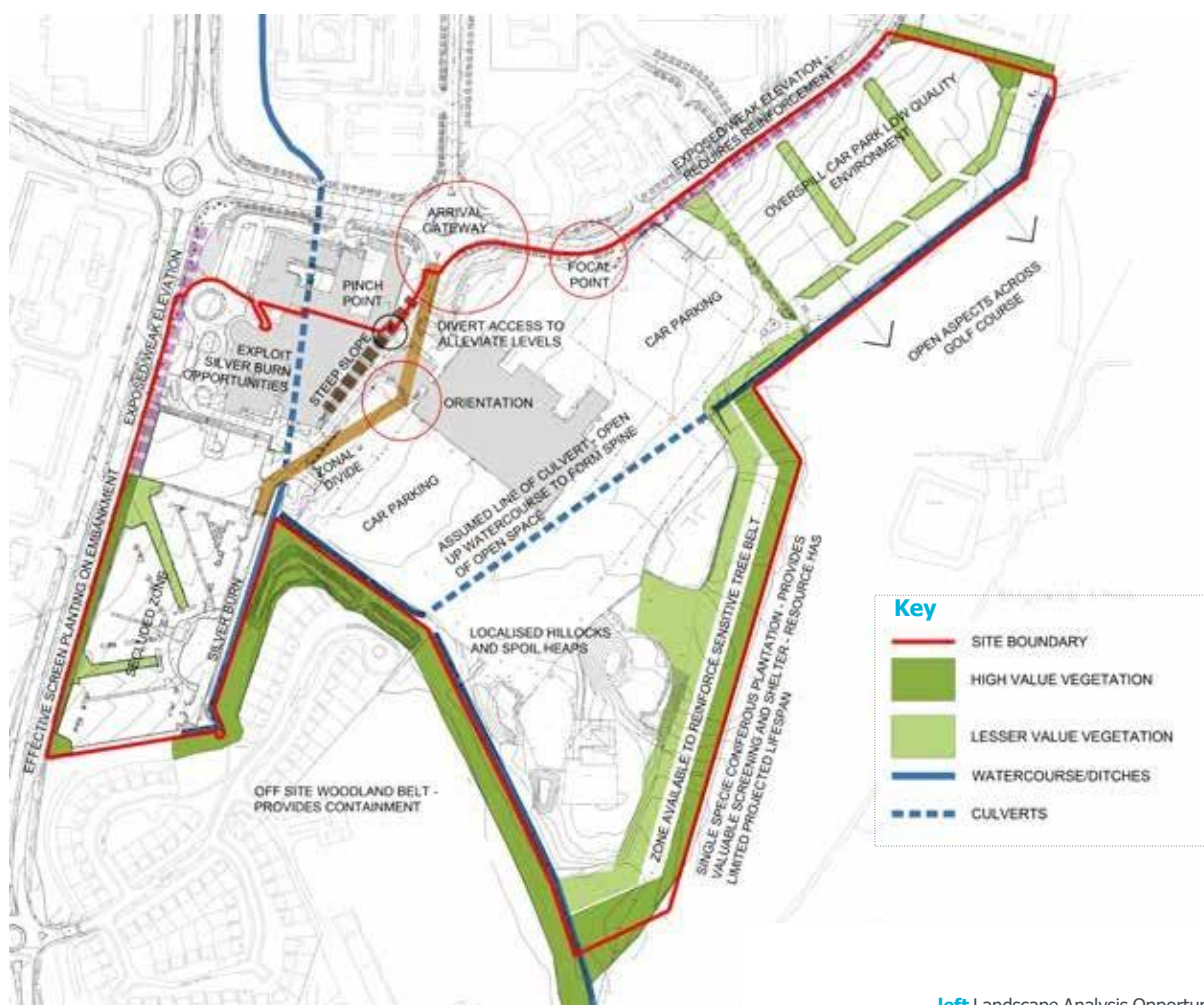 EXPOSED/WEAK ELEVATION -
REQUIRES REINFORCEMENT
OVERSPILL CAR PARK LOW QUALITY
ENVIRONMENT
ARRIVAL
GATEWAY
FOCAL
POINT
PINCH
POINT
EXPOSED/WEAK ELEVATION
EXPLOIT
SILVER BURN
OPPORTUNITIES
STEEP SLOPE
DIVERT ACCESS TO
ALLEVIATE LEVELS
CAR PARKING
OPEN ASPECTS ACROSS
GOLF COURSE
ORIENTATION
ZONAL
DIVIDE
CAR PARKING
ASSUMED LINE OF CULVERT - OPEN
UP WATERCOURSE TO FORM SPINE
OF OPEN SPACE
EFFECTIVE SCREEN PLANTING ON EMBANKMENT
SECLUDED ZONE
SILVER BURN
LOCALISED HILLOCKS
AND SPOIL HEAPS
OFF SITE WOODLAND BELT -
PROVIDES CONTAINMENT
ZONE AVAILABLE TO REINFORCE SENSITIVE TREE BELT
SINGLE SPECIE CONIFEROUS PLANTATION - PROVIDES
VALUABLE SCREENING AND SHELTER - RESOURCE HAS
LIMITED PROJECTED LIFESPAN
Key
SITE BOUNDARY
HIGH VALUE VEGETATION
LESSER VALUE VEGETATION
WATERCOURSE/DITCHES
CULVERTS
left Landscape Analysis Opportun